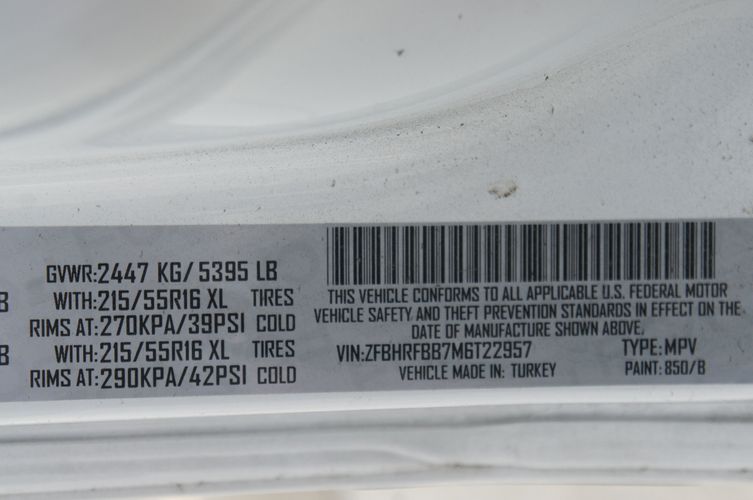 GVWR:2447 KG/5395 LB
B WITH:215/55R16 XL TIRES
RIMS AT:270KPA/39PSI COLD
B WITH:215/55R16 XL TIRES
RIMS AT:290KPA/42PSI COLD
THIS VEHICLE CONFORMS TO ALL APPLICABLE U.S. FEDERAL MOTOR
VEHICLE SAFETY AND THEFT PREVENTION STANDARDS IN EFFECT ON THE
DATE OF MANUFACTURE SHOWN ABOVE.
VIN:ZFBHRFBB7M6T22957 TYPE:MPV
VEHICLE MADE IN: TURKEY PAINT:850/B